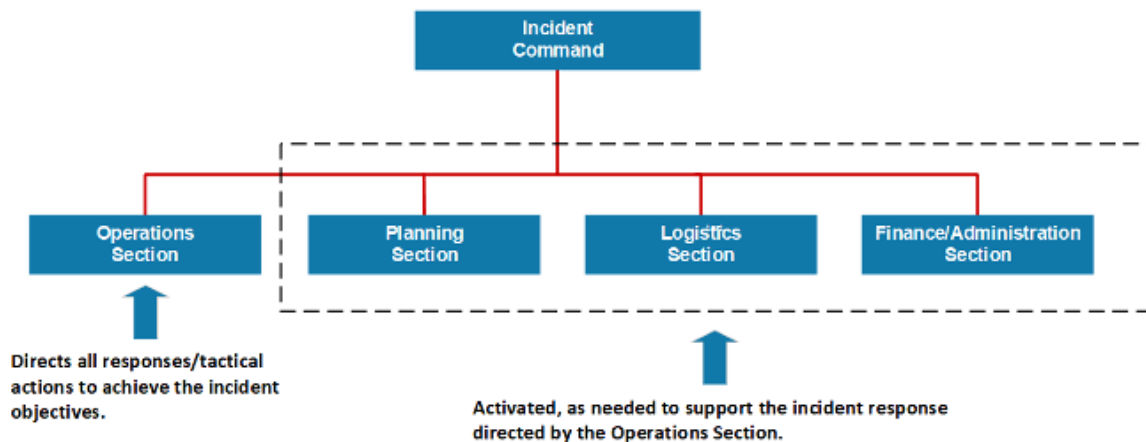 Incident
Command
Operations
Section
Planning
Section
Logistics
Section
Finance/Administration
Section
Directs all responses/tactical
actions to achieve the incident
objectives.
Activated, as needed to support the incident response
directed by the Operations Section.